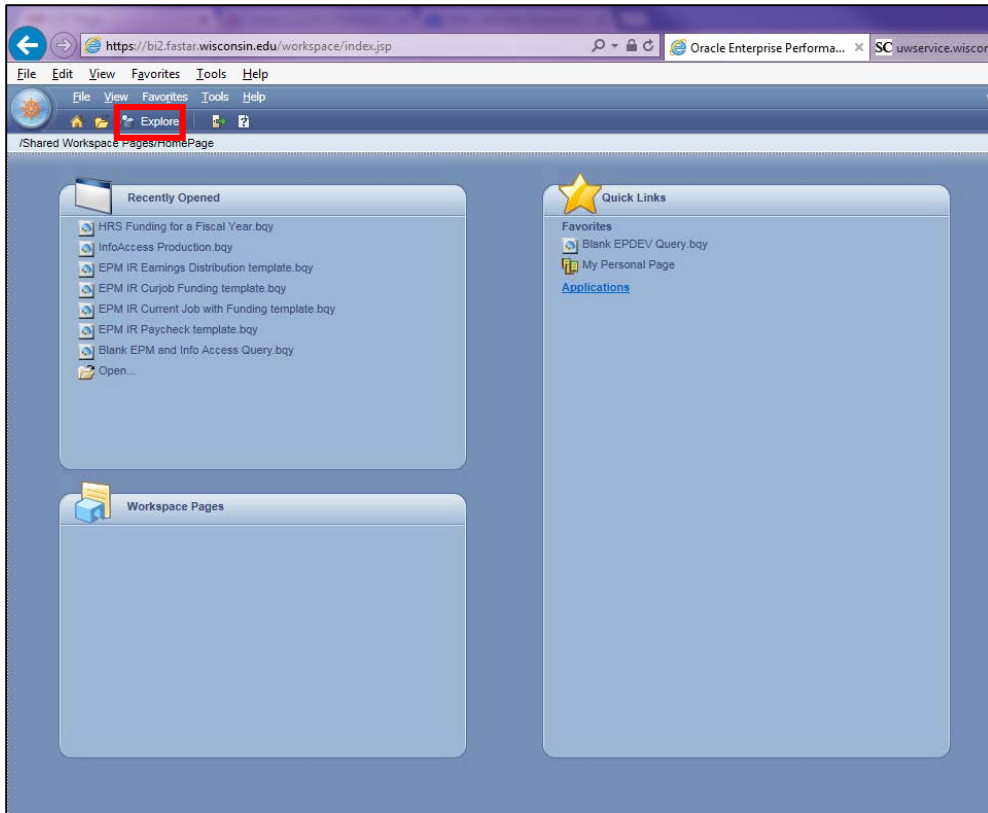 https://bi2.fastar.wisconsin.edu/workspace/index.jsp
Oracle Enterprise Performa...
SC uwservice.wiscon
File Edit View Favorites Tools Help
File View Favorites Tools Help
Explore
/Shared Workspace Pages/HomePage
Recently Opened
HRS Funding for a Fiscal Year.bqy
InfoAccess Production.bqy
EPM IR Earnings Distribution template.bqy
EPM IR Curjob Funding template.bqy
EPM IR Current Job with Funding template.bqy
EPM IR Paycheck template.bqy
Blank EPM and Info Access Query.bqy
Open...
Workspace Pages
Quick Links
Favorites
Blank EPDEV Query.bqy
My Personal Page
Applications